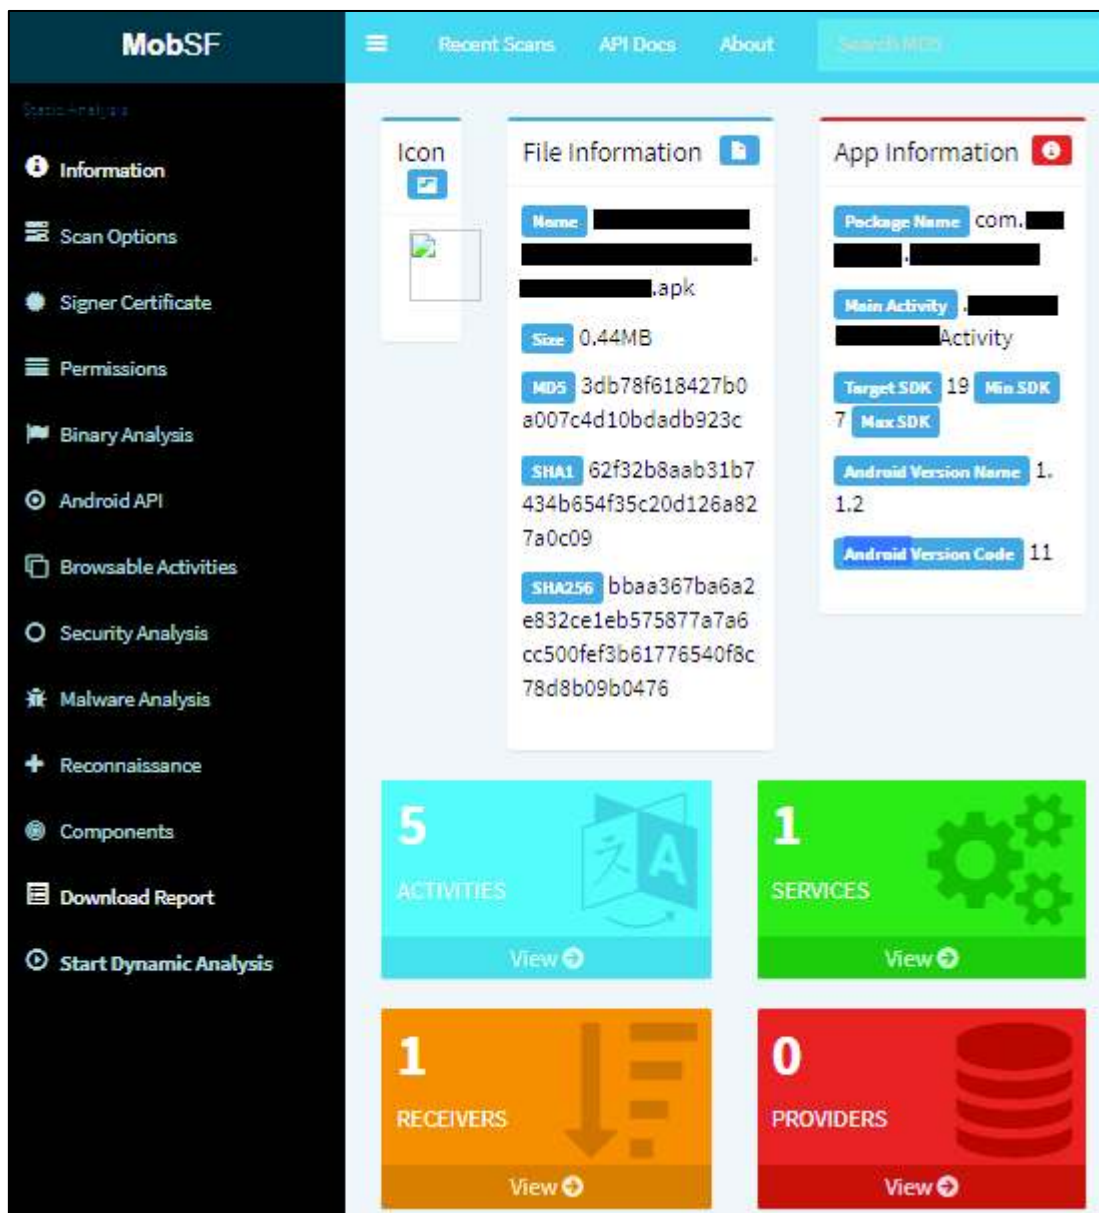 MobSF
Recent Scans API Docs About Search MD5
Static Analysis
Information
Scan Options
Signer Certificate
Permissions
Binary Analysis
Android API
Browsable Activities
Security Analysis
Malware Analysis
Reconnaissance
Components
Download Report
Start Dynamic Analysis
Icon
File Information
Name
.
.apk
Size 0.44MB
MD5 3db78f618427b0
a007c4d10bdadb923c
SHA1 62f32b8aab31b7
434b654f35c20d126a82
7a0c09
SHA256 bbaa367ba6a2
e832ce1eb575877a7a6
cc500fef3b61776540f8c
78d8b09b0476
App Information
Package Name com.
.
Main Activity .
Activity
Target SDK 19 Min SDK
7 Max SDK
Android Version Name 1.
1.2
Android Version Code 11
5
ACTIVITIES
View
1
SERVICES
View
1
RECEIVERS
View
0
PROVIDERS
View